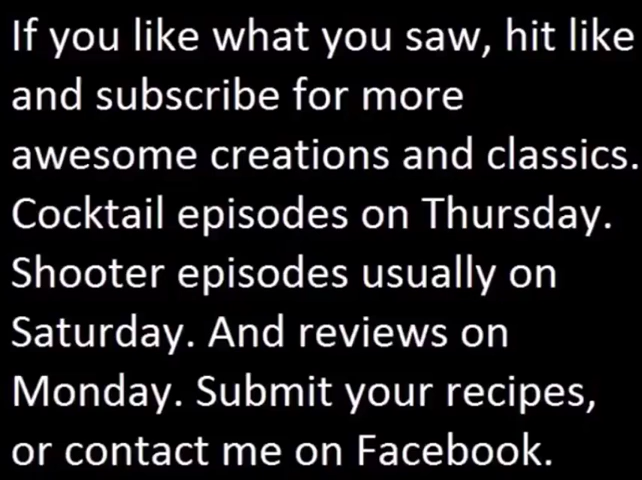 If you like what you saw, hit like
and subscribe for more
awesome creations and classics.
Cocktail episodes on Thursday.
Shooter episodes usually on
Saturday. And reviews on
Monday. Submit your recipes,
or contact me on Facebook.